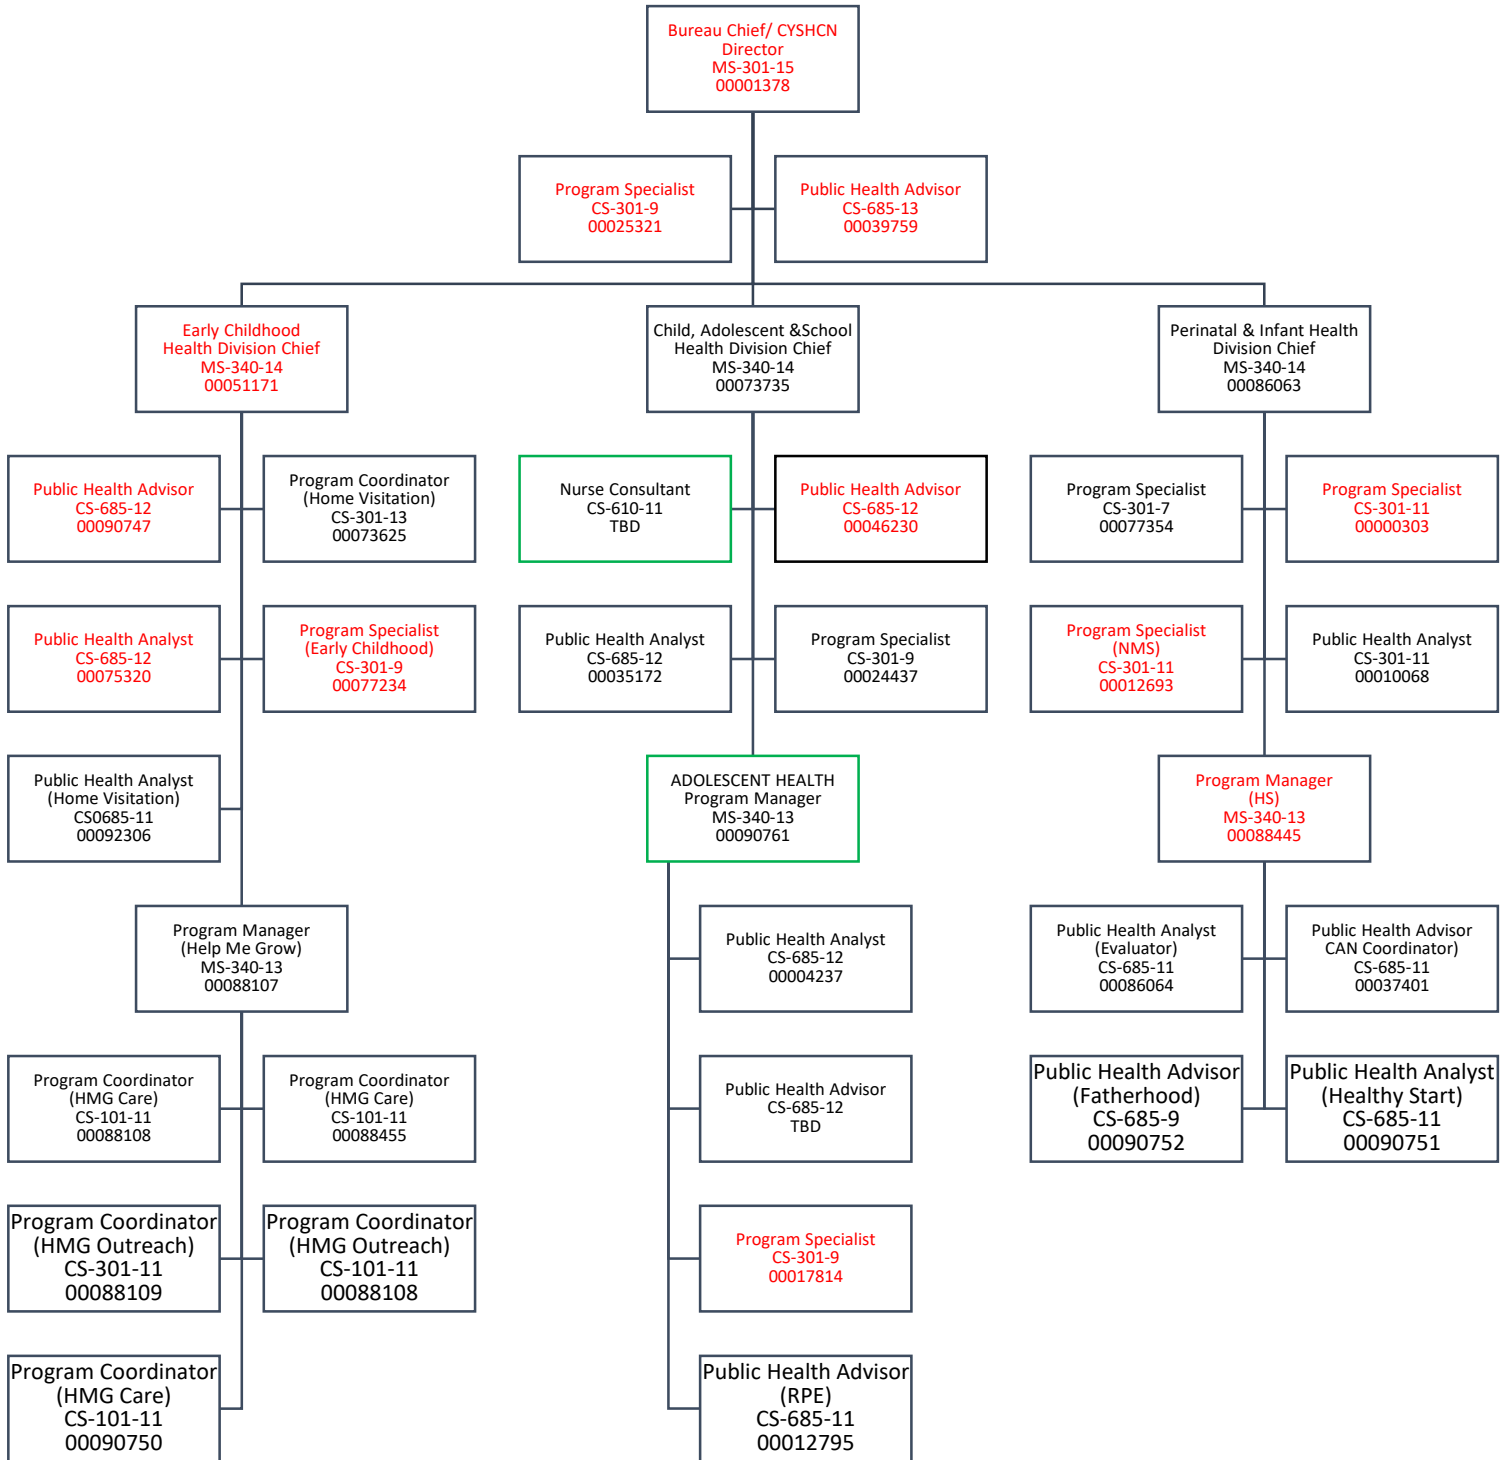 Bureau Chief/ CYSHCN
Director
MS-301-15
00001378
Program Specialist
CS-301-9
00025321
Public Health Advisor
CS-685-13
00039759
Early Childhood
Health Division Chief
MS-340-14
00051171
Child, Adolescent &School
Health Division Chief
MS-340-14
00073735
Perinatal & Infant Health
Division Chief
MS-340-14
00086063
Public Health Advisor
CS-685-12
00090747
Program Coordinator
(Home Visitation)
CS-301-13
00073625
Nurse Consultant
CS-610-11
TBD
Public Health Advisor
CS-685-12
00046230
Program Specialist
CS-301-7
00077354
Program Specialist
CS-301-11
00000303
Public Health Analyst
CS-685-12
00075320
Program Specialist
(Early Childhood)
CS-301-9
00077234
Public Health Analyst
CS-685-12
00035172
Program Specialist
CS-301-9
00024437
Program Specialist
(NMS)
CS-301-11
00012693
Public Health Analyst
CS-301-11
00010068
Public Health Analyst
(Home Visitation)
CS0685-11
00092306
ADOLESCENT HEALTH
Program Manager
MS-340-13
00090761
Program Manager
(HS)
MS-340-13
00088445
Program Manager
(Help Me Grow)
MS-340-13
00088107
Public Health Analyst
CS-685-12
00004237
Public Health Analyst
(Evaluator)
CS-685-11
00086064
Public Health Advisor
CAN Coordinator)
CS-685-11
00037401
Program Coordinator
(HMG Care)
CS-101-11
00088108
Program Coordinator
(HMG Care)
CS-101-11
00088455
Public Health Advisor
CS-685-12
TBD
Public Health Advisor
(Fatherhood)
CS-685-9
00090752
Public Health Analyst
(Healthy Start)
CS-685-11
00090751
Program Coordinator
(HMG Outreach)
CS-301-11
00088109
Program Coordinator
(HMG Outreach)
CS-101-11
00088108
Program Specialist
CS-301-9
00017814
Program Coordinator
(HMG Care)
CS-101-11
00090750
Public Health Advisor
(RPE)
CS-685-11
00012795